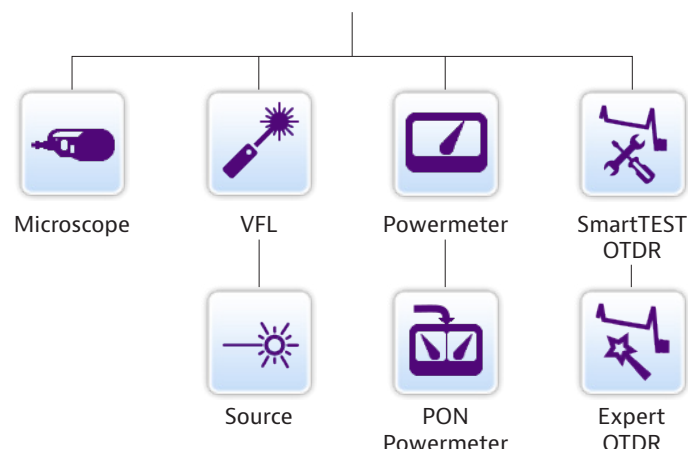 Microscope
VFL
Powermeter
SmartTEST
OTDR
Source
PON
Powermeter
Expert
OTDR